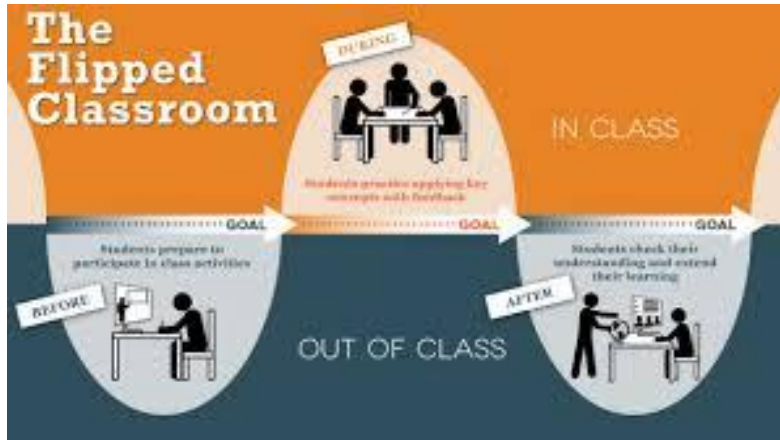 The
Flipped
Classroom
DURING
IN CLASS
Students practice applying key
concepts with feedback
GOAL
GOAL
GOAL
Students prepare to
participate in class activities
BEFORE
Students check their
understanding and extend
their learning
AFTER
OUT OF CLASS